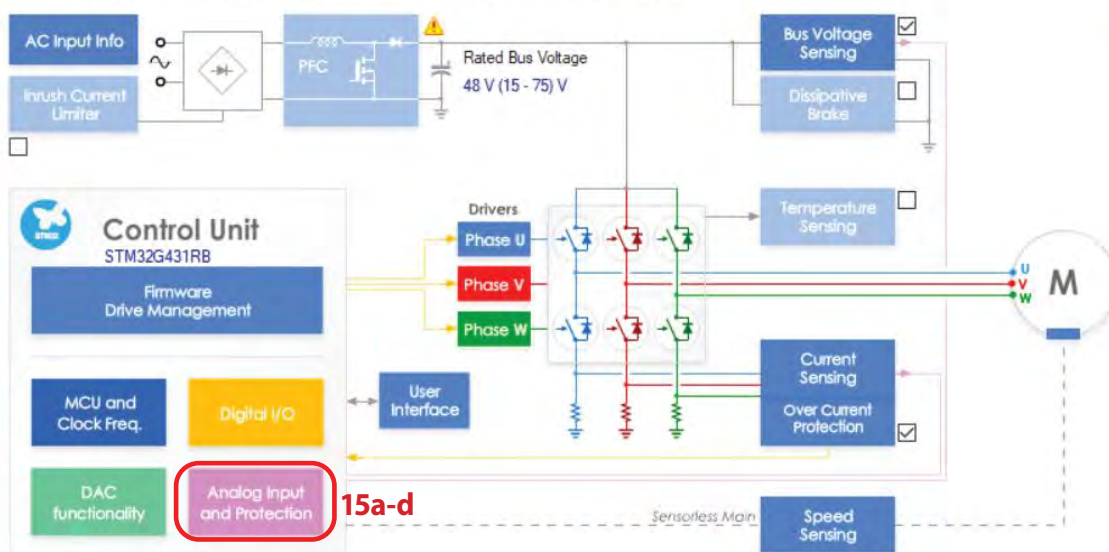 AC Input Info
Inrush Current
Limiter
PFC
Rated Bus Voltage
48 V (15 - 75) V
Bus Voltage
Sensing
Dissipative
Brake
STM32
Control Unit
STM32G431RB
Firmware
Drive Management
Drivers
Phase U
Phase V
Phase W
Temperature
Sensing
U
V
W
M
MCU and
Clock Freq.
Digital I/O
User
Interface
Current
Sensing
Over Current
Protection
DAC
functionality
Analog Input
and Protection
15a-d
Sensorless Main
Speed
Sensing